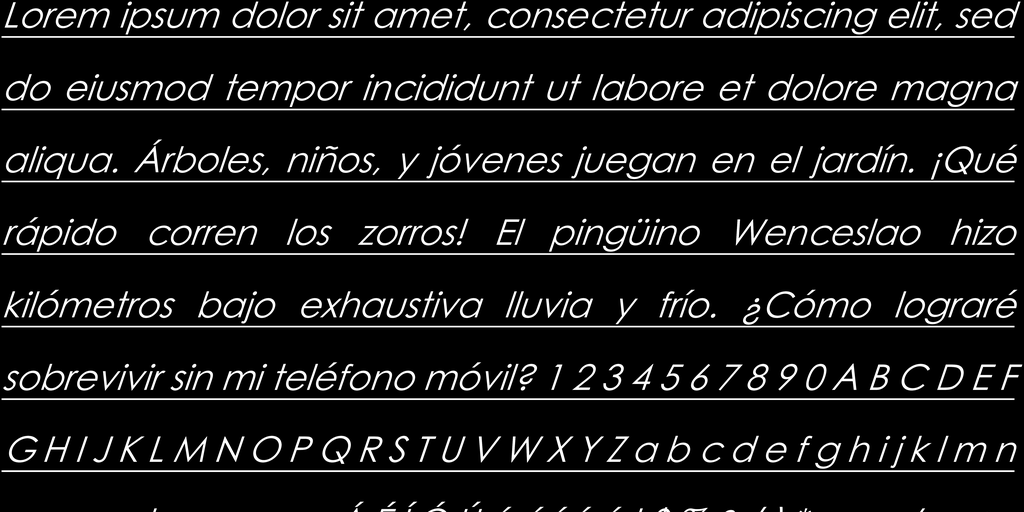 Lorem ipsum dolor sit amet, consectetur adipiscing elit, sed
do eiusmod tempor incididunt ut labore et dolore magna
aliqua. Árboles, niños, y jóvenes juegan en el jardín. ¡Qué
rápido corren los zorros! El pingüino Wenceslao hizo
kilómetros bajo exhaustiva lluvia y frío. ¿Cómo lograré
sobrevivir sin mi teléfono móvil? 1 2 3 4 5 6 7 8 9 0 A B C D E F
G H I J K L M N O P Q R S T U V W X Y Z a b c d e f g h i j k l m n